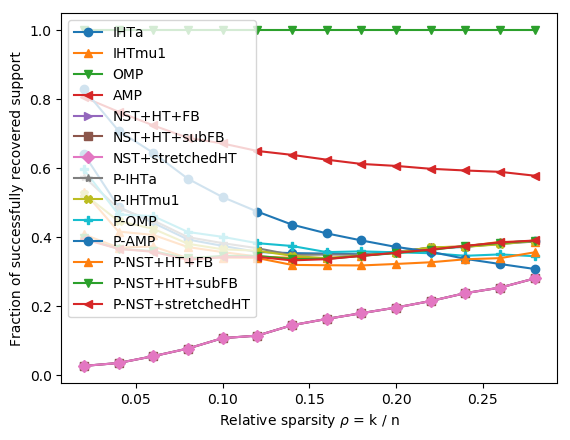 1.0
0.8
0.6
0.4
0.2
0.0
Fraction of successfully recovered support
IHTa
IHTmu1
OMP
AMP
NST+HT+FB
NST+HT+subFB
NST+stretchedHT
P-IHTa
P-IHTmu1
P-OMP
P-AMP
P-NST+HT+FB
P-NST+HT+subFB
P-NST+stretchedHT
0.05 0.10 0.15 0.20 0.25
Relative sparsity ρ = k / n